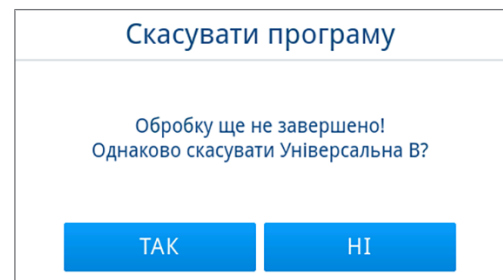 Скасувати програму
Обробку ще не завершено!
Однаково скасувати Універсальна B?
ТАК
НІ